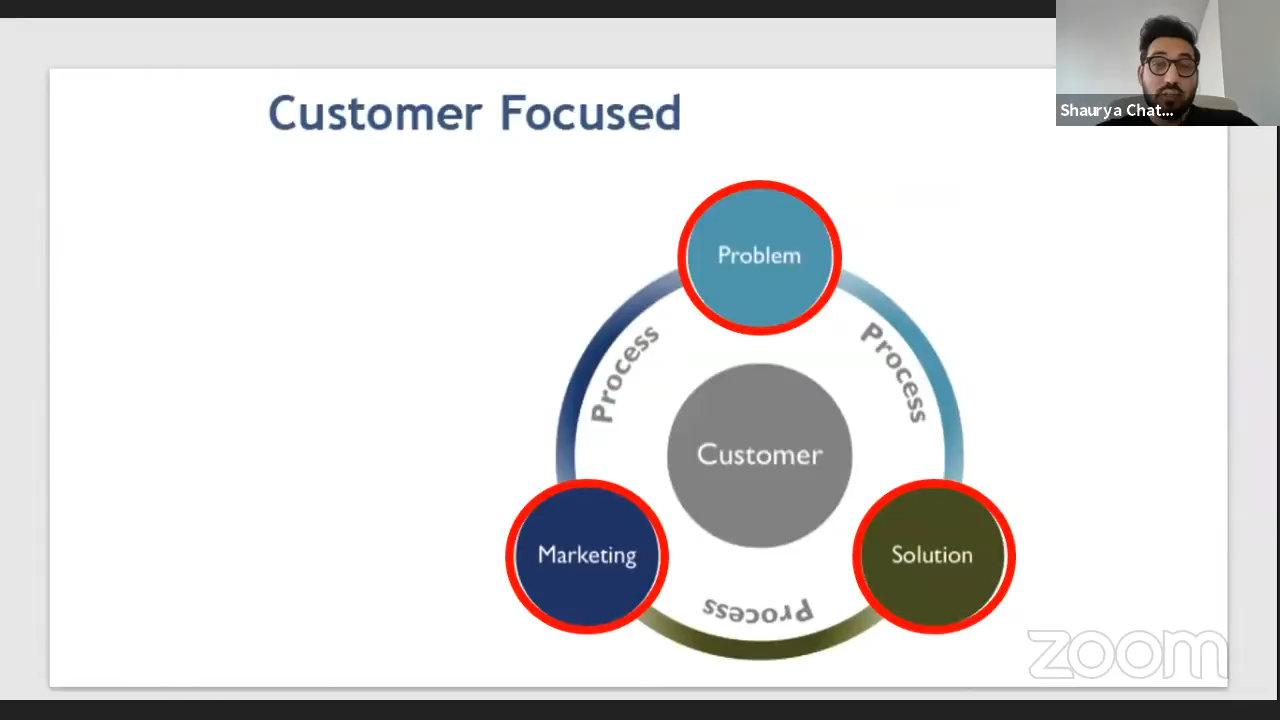 Customer Focused
Shaurya Chat...
Problem
Process
Process
Customer
Marketing
Solution
Process
zoom